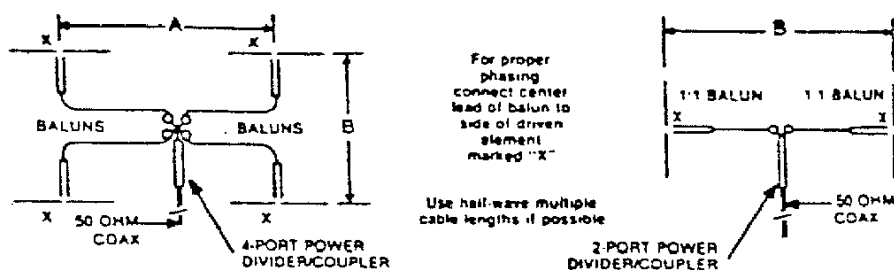 A
X
X
BALUNS
BALUNS
B
X
X
50 OHM
COAX
4-PORT POWER
DIVIDER/COUPLER
For proper
phasing
connect center
lead of balun to
side of driven
element
marked "X"
Use half-wave multiple
cable lengths if possible
B
1:1 BALUN
1:1 BALUN
X
X
50 OHM
COAX
2-PORT POWER
DIVIDER/COUPLER